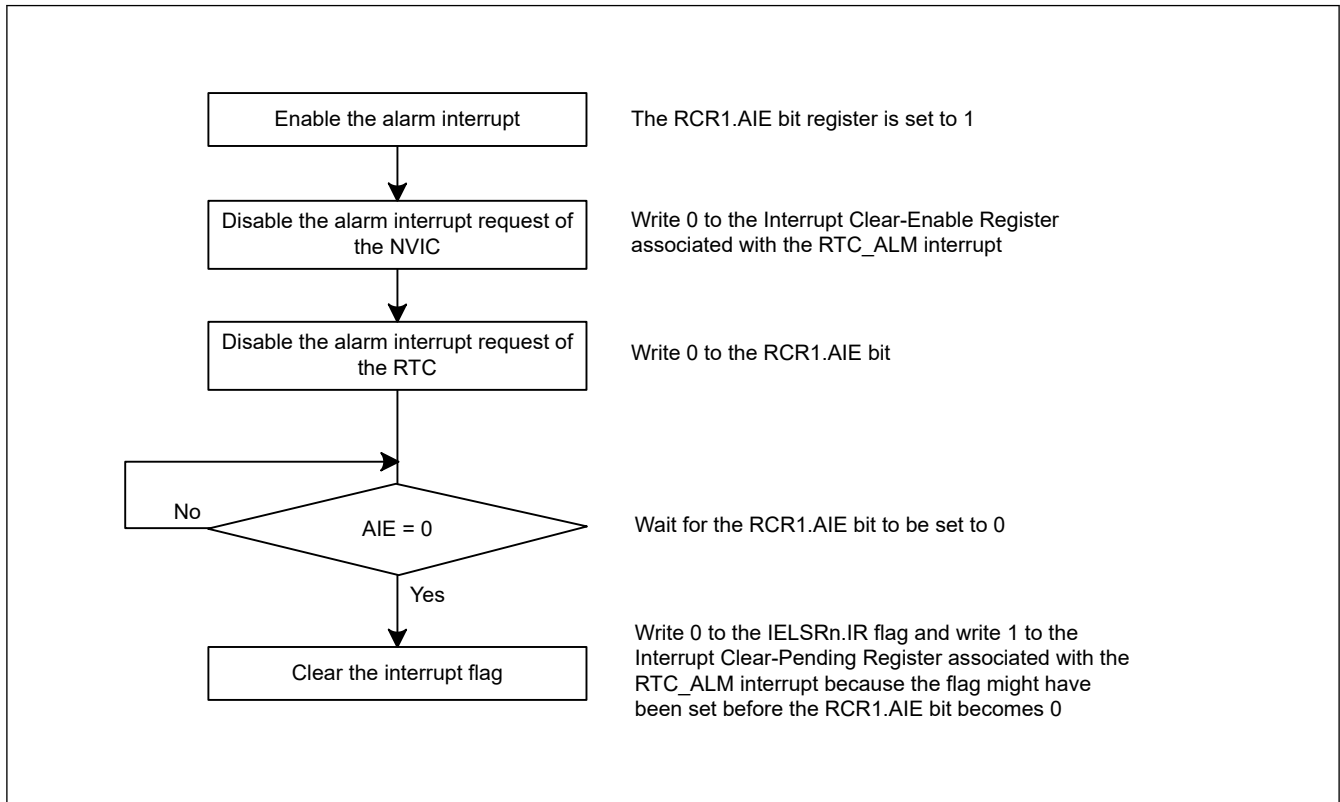 Enable the alarm interrupt
The RCR1.AIE bit register is set to 1
Disable the alarm interrupt request of
the NVIC
Write 0 to the Interrupt Clear-Enable Register
associated with the RTC_ALM interrupt
Disable the alarm interrupt request of
the RTC
Write 0 to the RCR1.AIE bit
No
AIE = 0
Wait for the RCR1.AIE bit to be set to 0
Yes
Clear the interrupt flag
Write 0 to the IELSRn.IR flag and write 1 to the
Interrupt Clear-Pending Register associated with the
RTC_ALM interrupt because the flag might have
been set before the RCR1.AIE bit becomes 0